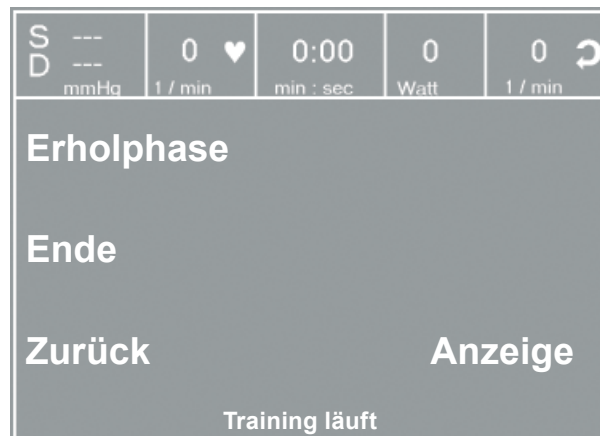 S --- 0 ♥ 0:00 0 0
D ---
mmHg 1 / min min : sec Watt 1 / min
Erholphase
Ende
Zurück Anzeige
Training läuft